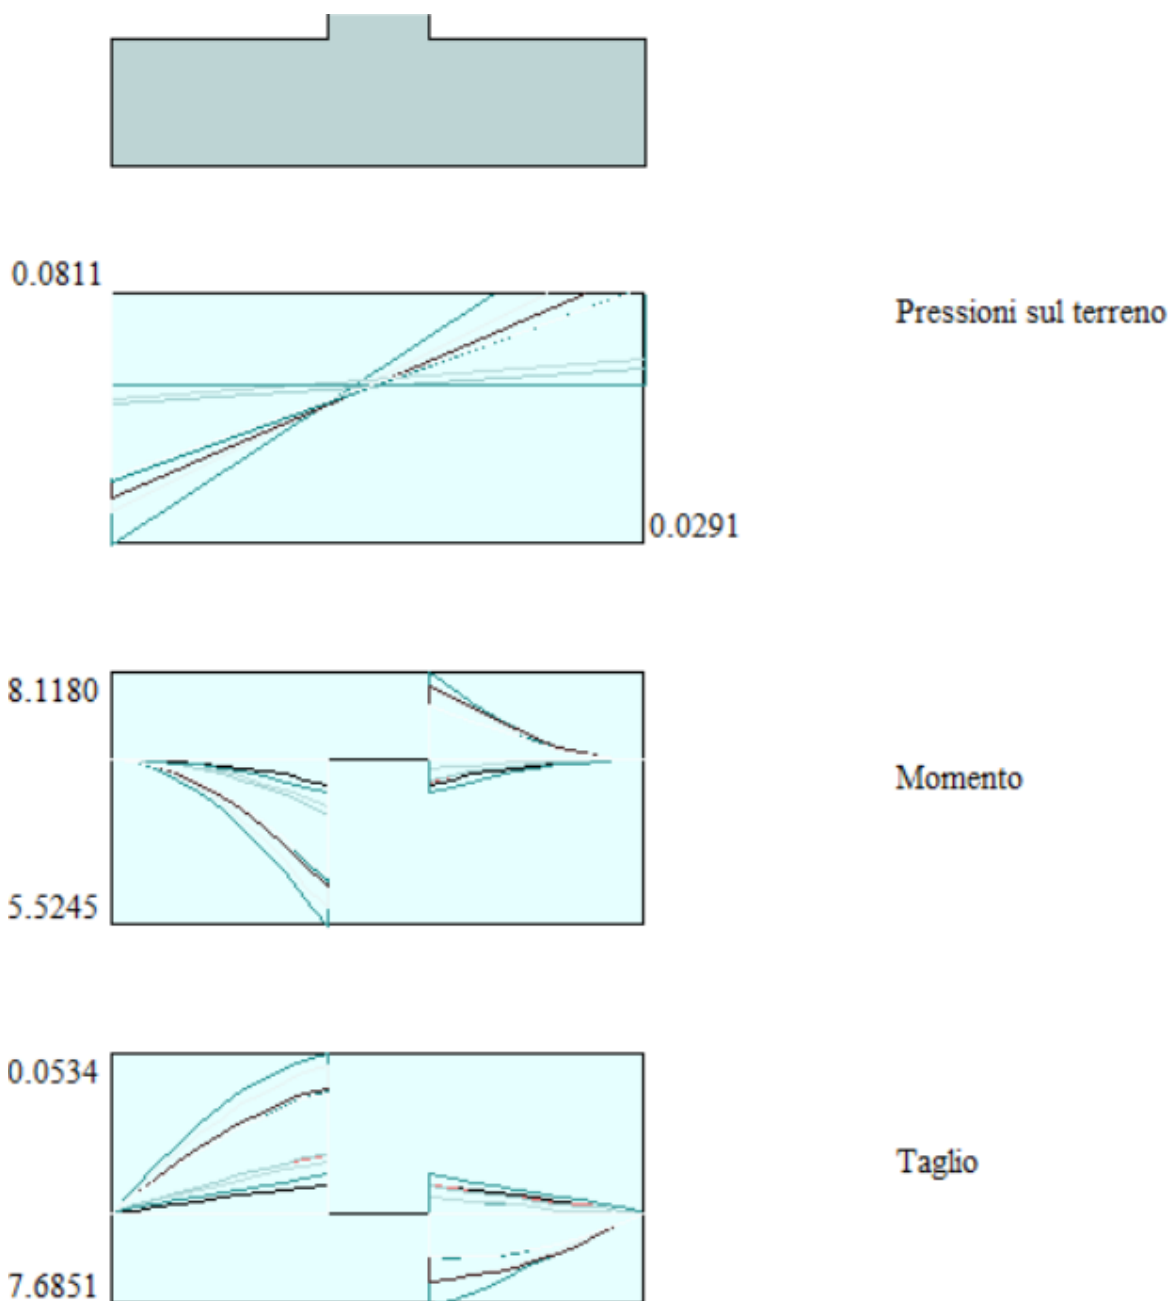 0.0811
Pressioni sul terreno
0.0291
8.1180
Momento
5.5245
0.0534
Taglio
7.6851